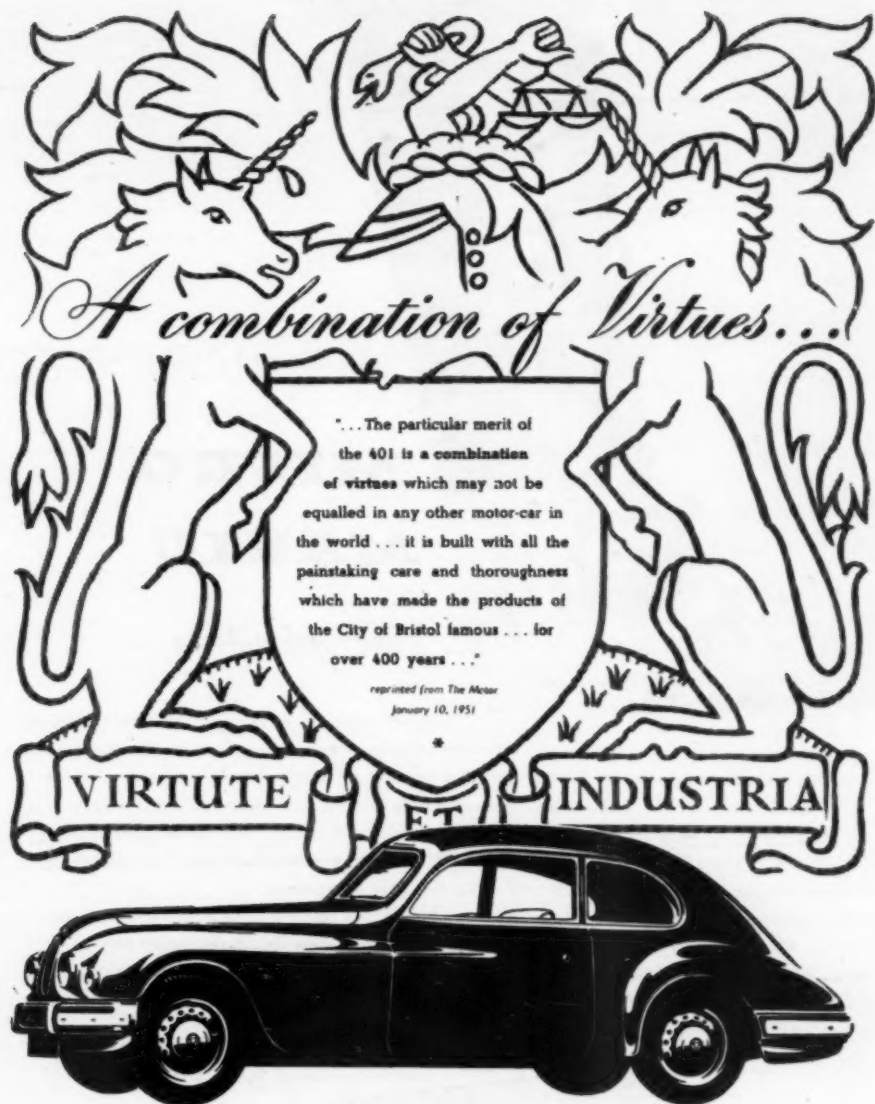 A combination of Virtues...
"...The particular merit of
the 401 is a combination
of virtues which may not be
equalled in any other motor-car in
the world ... it is built with all the
painstaking care and thoroughness
which have made the products of
the City of Bristol famous ... for
over 400 years ..."
reprinted from The Motor
January 10, 1951
*
VIRTUTE ET INDUSTRIA